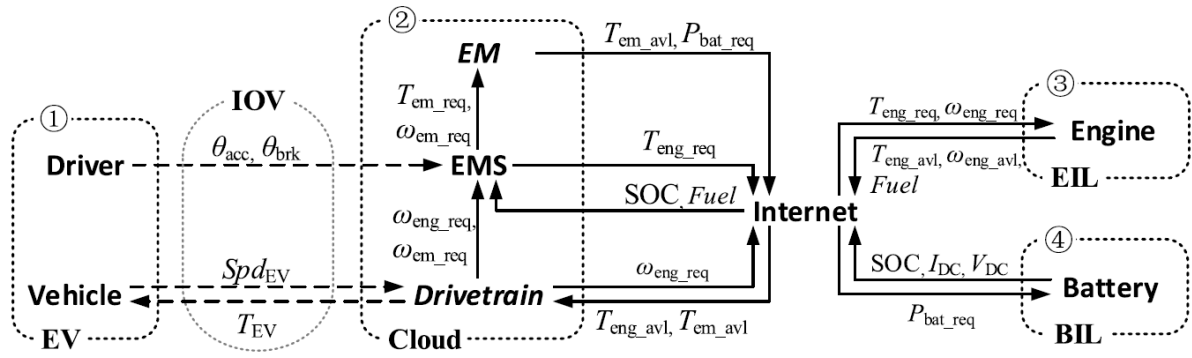 ①
Driver
Vehicle
EV
IOV
θacc, θbrk
SpdEV
TEV
②
EM
Tem_req,
ωem_req
EMS
ωeng_req,
ωem_req
Drivetrain
Cloud
Tem_avl, Pbat_req
Teng_req
SOC, Fuel
Internet
ωeng_req
Teng_avl, Tem_avl
③
Teng_req, ωeng_req
Engine
Teng_avl, ωeng_avl,
Fuel
EIL
④
SOC, IDC, VDC
Battery
Pbat_req
BIL